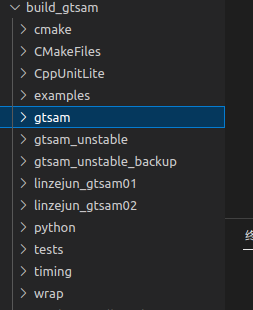 build_gtsam
cmake
CMakeFiles
CppUnitLite
examples
gtsam
gtsam_unstable
gtsam_unstable_backup
linzejun_gtsam01
linzejun_gtsam02
python
tests
timing
wrap